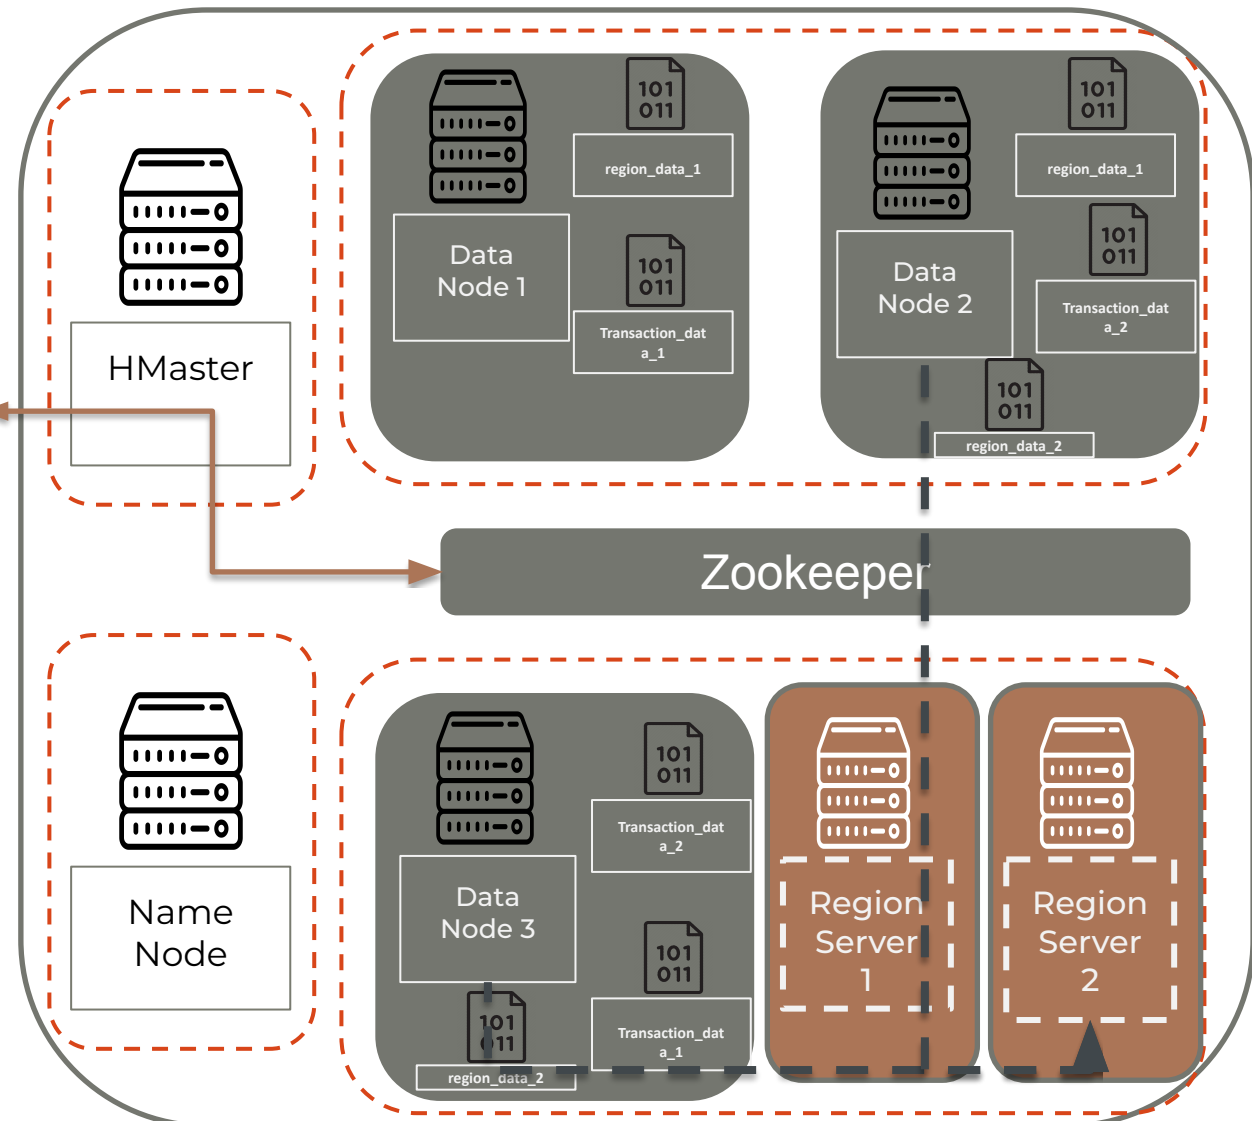 101
011
region_data_1
Data
Node 1
101
011
Transaction_dat
a_1
101
011
region_data_1
Data
Node 2
101
011
Transaction_dat
a_2
101
011
region_data_2
HMaster
Zookeeper
Name
Node
Data
Node 3
101
011
Transaction_dat
a_2
101
011
Transaction_dat
a_1
101
011
region_data_2
Region
Server
1
Region
Server
2